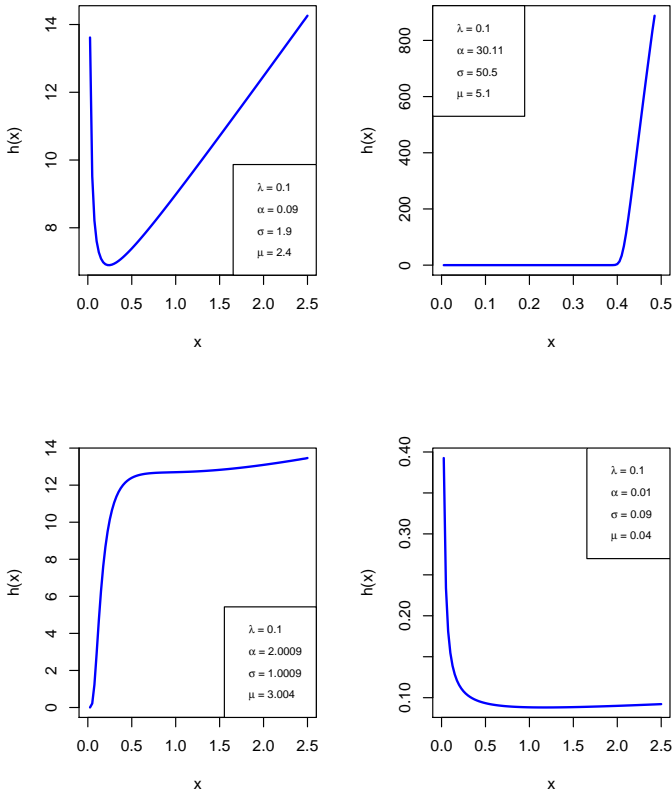 h(x)
14
12
10
8
λ = 0.1
α = 0.09
σ = 1.9
μ = 2.4
0.0 0.5 1.0 1.5 2.0 2.5
x
h(x)
800
600
400
200
0
λ = 0.1
α = 30.11
σ = 50.5
μ = 5.1
0.0 0.1 0.2 0.3 0.4 0.5
x
h(x)
14
12
10
8
6
4
2
0
λ = 0.1
α = 2.0009
σ = 1.0009
μ = 3.004
0.0 0.5 1.0 1.5 2.0 2.5
x
h(x)
0.40
0.30
0.20
0.10
λ = 0.1
α = 0.01
σ = 0.09
μ = 0.04
0.0 0.5 1.0 1.5 2.0 2.5
x